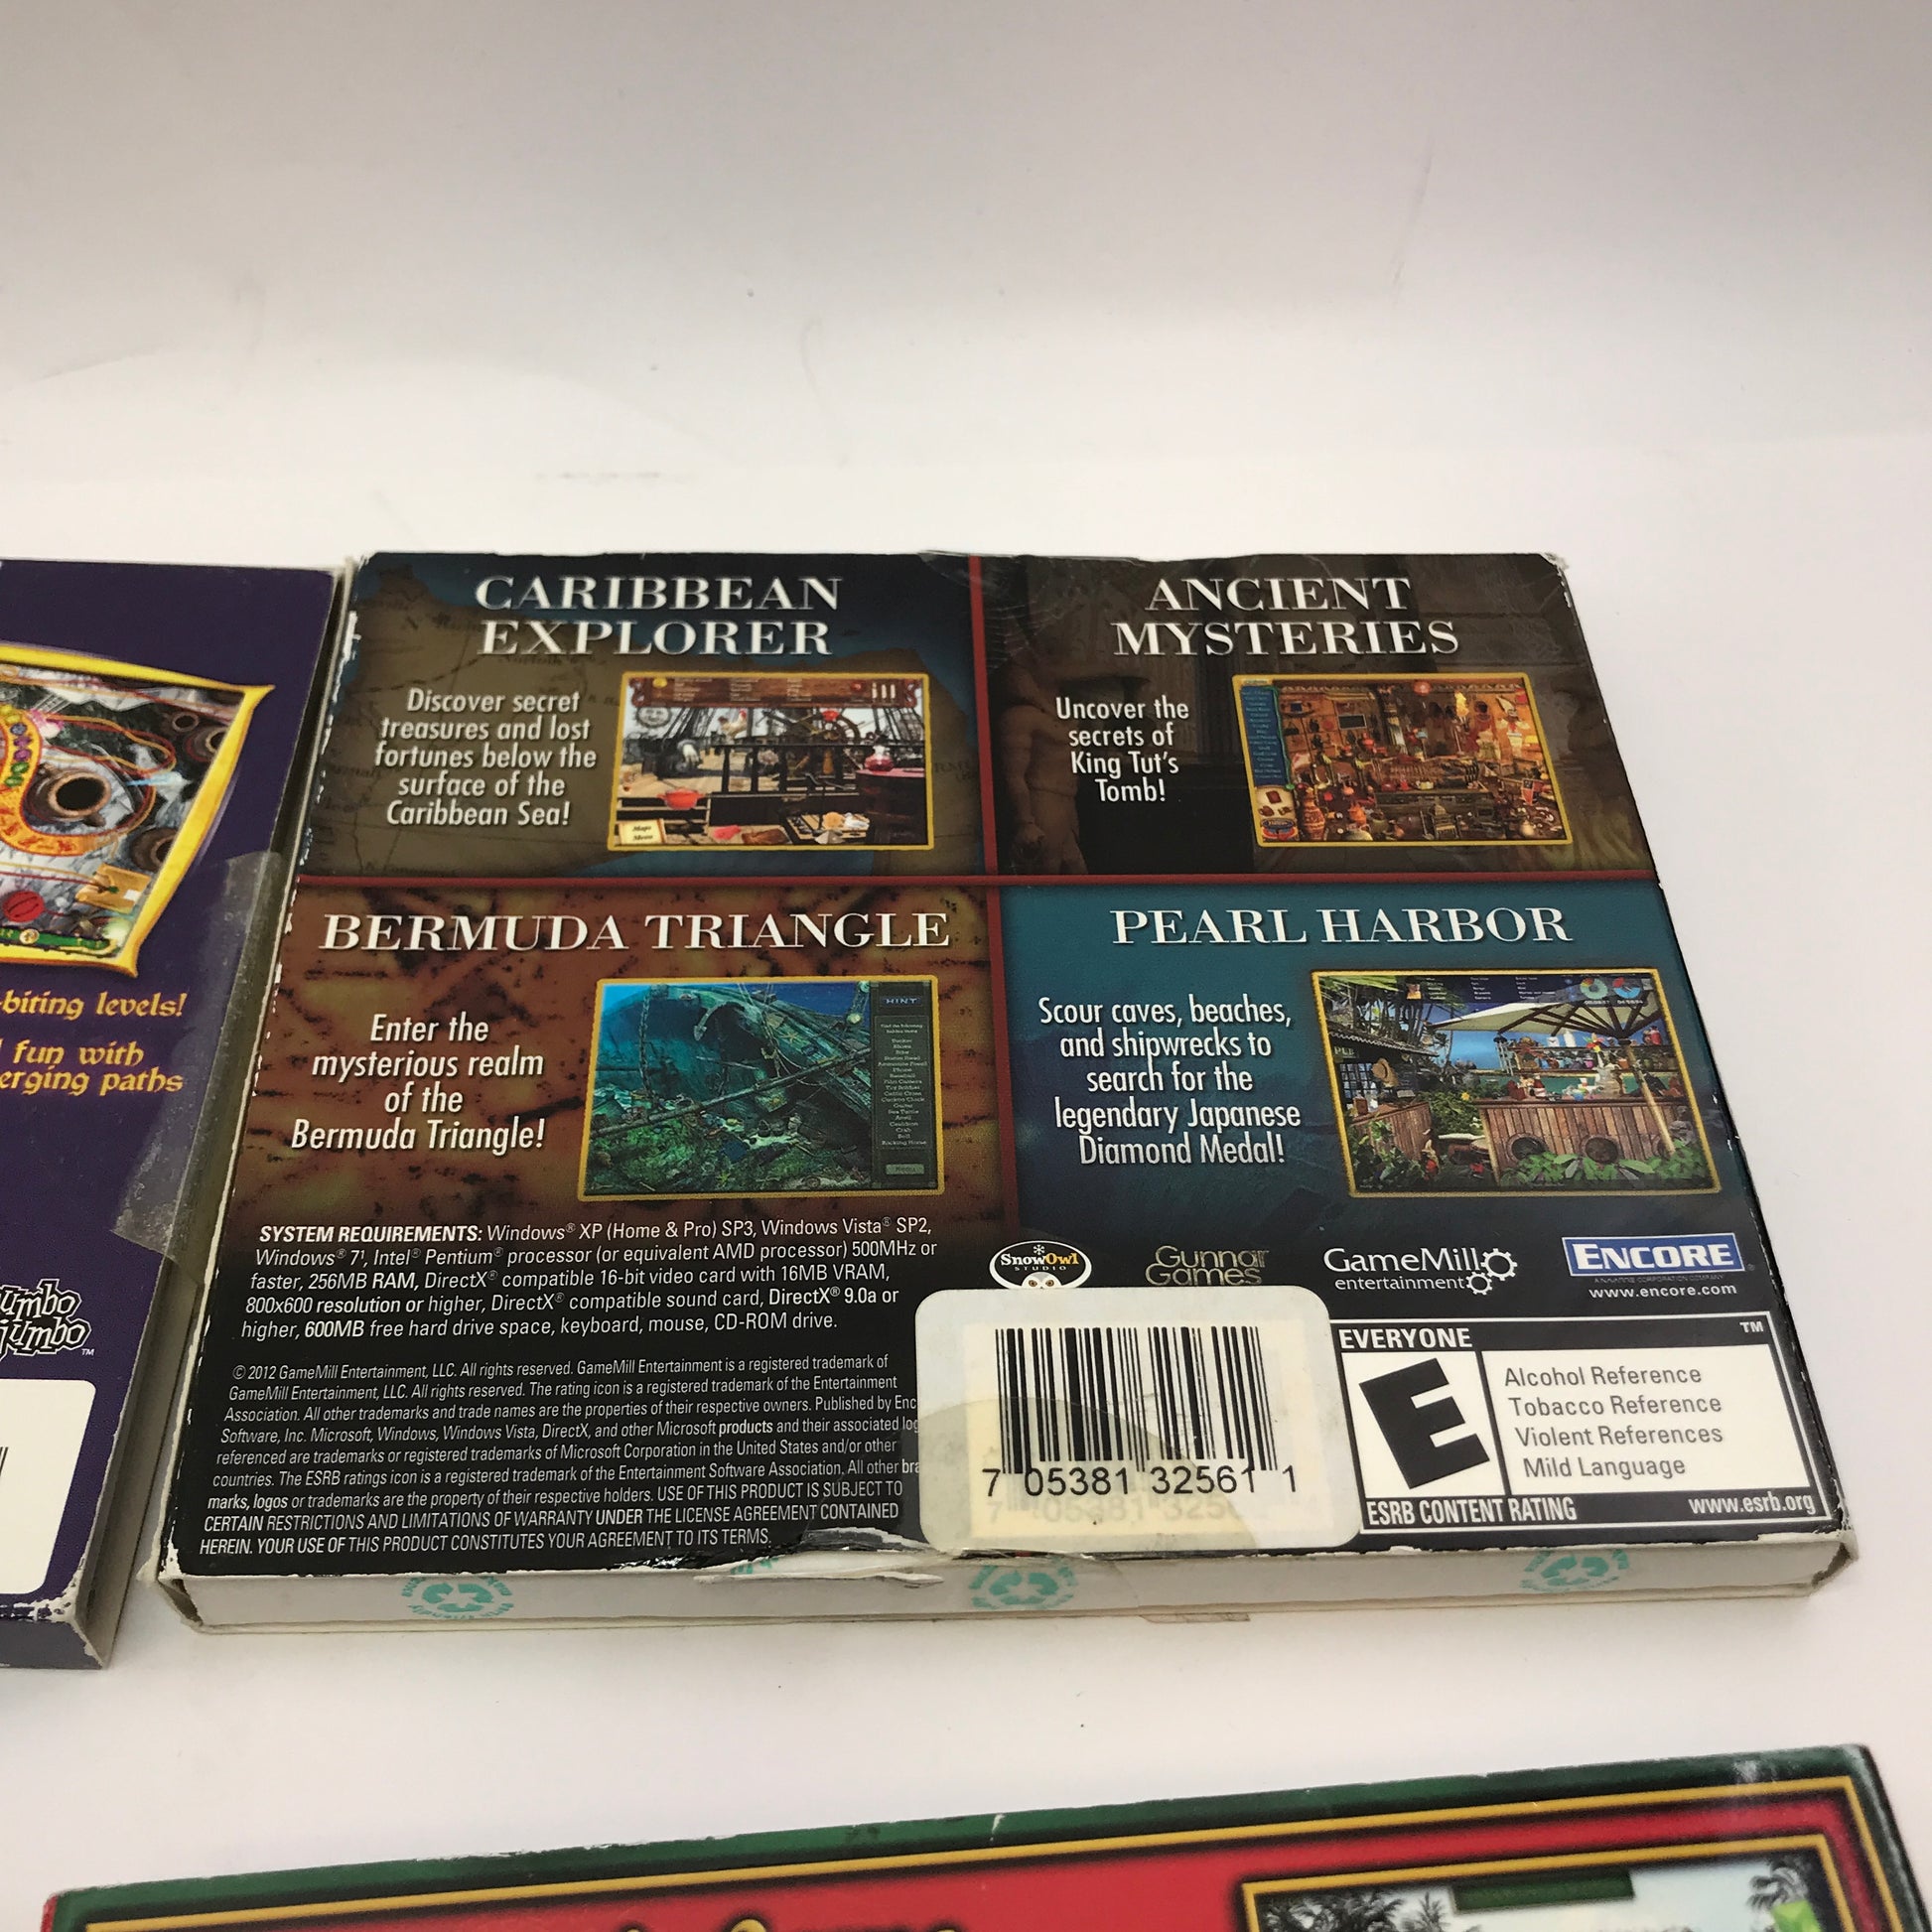 CARIBBEAN
EXPLORER
Discover secret
treasures and lost
fortunes below the
surface of the
Caribbean Sea!
ANCIENT
MYSTERIES
Uncover the
secrets of
King Tut's
Tomb!
BERMUDA TRIANGLE
Enter the
mysterious realm
of the
Bermuda Triangle!
HINT
PEARL HARBOR
Scour caves, beaches,
and shipwrecks to
search for the
legendary Japanese
Diamond Medal!
SYSTEM REQUIREMENTS: Windows® XP (Home & Pro) SP3, Windows Vista® SP2,
Windows® 7¹, Intel® Pentium® processor (or equivalent AMD processor) 500MHz or
faster, 256MB RAM, DirectX® compatible 16-bit video card with 16MB VRAM,
800x600 resolution or higher, DirectX® compatible sound card, DirectX® 9.0a or
higher, 600MB free hard drive space, keyboard, mouse, CD-ROM drive.
© 2012 GameMill Entertainment, LLC. All rights reserved. GameMill Entertainment is a registered trademark of
GameMill Entertainment, LLC. All rights reserved. The rating icon is a registered trademark of the Entertainment
Association. All other trademarks and trade names are the properties of their respective owners. Published by Enc
Software, Inc. Microsoft, Windows, Windows Vista, DirectX, and other Microsoft products and their associated log
referenced are trademarks or registered trademarks of Microsoft Corporation in the United States and/or other
countries. The ESRB ratings icon is a registered trademark of the Entertainment Software Association. All other bra
marks, logos or trademarks are the property of their respective holders. USE OF THIS PRODUCT IS SUBJECT TO
CERTAIN RESTRICTIONS AND LIMITATIONS OF WARRANTY UNDER THE LICENSE AGREEMENT CONTAINED
HEREIN. YOUR USE OF THIS PRODUCT CONSTITUTES YOUR AGREEMENT TO ITS TERMS.
SnowOwl
STUDIO
Gunnar
Games
GameMill
entertainment
ENCORE
www.encore.com
7 05381 32561 1
EVERYONE
TM
E
Alcohol Reference
Tobacco Reference
Violent References
Mild Language
ESRB CONTENT RATING
www.esrb.org
-biting levels!
fun with
erging paths
umbo
jumbo
TM